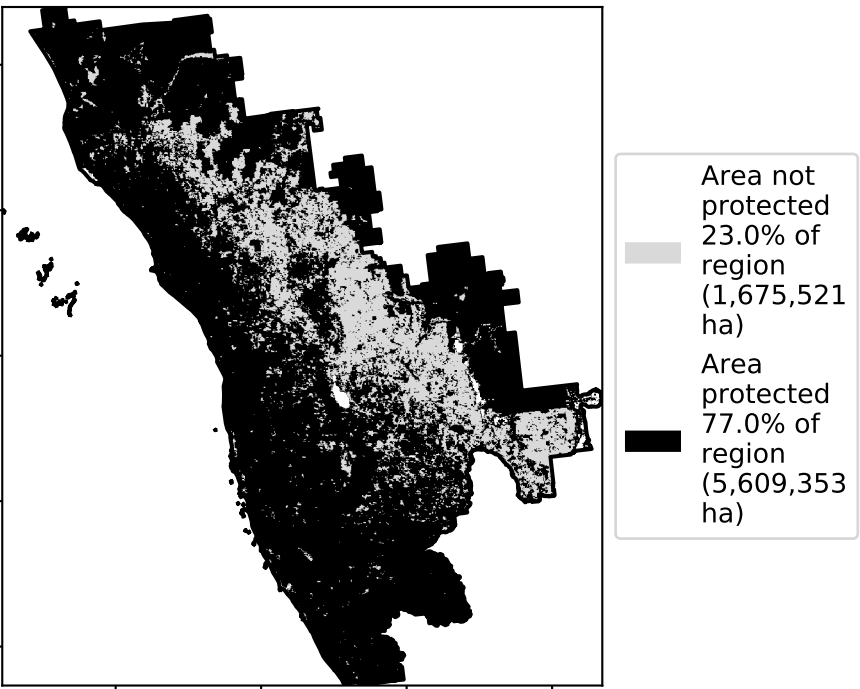 Area not
protected
23.0% of
region
(1,675,521
ha)
Area
protected
77.0% of
region
(5,609,353
ha)